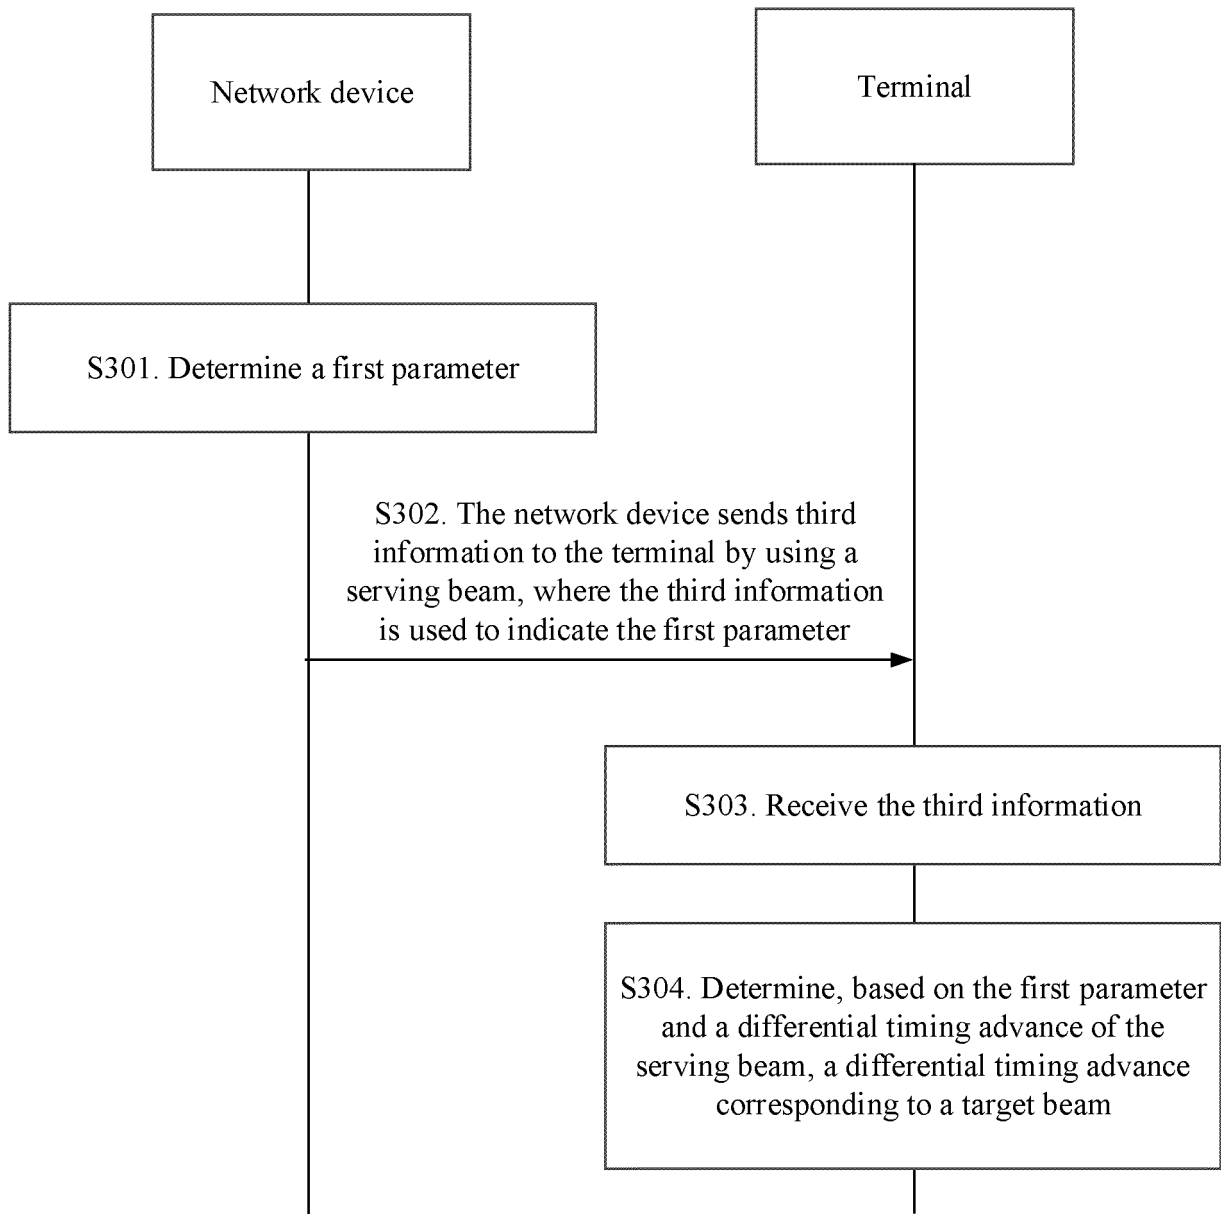 Network device
Terminal
S301. Determine a first parameter
S302. The network device sends third
information to the terminal by using a
serving beam, where the third information
is used to indicate the first parameter
S303. Receive the third information
S304. Determine, based on the first parameter
and a differential timing advance of the
serving beam, a differential timing advance
corresponding to a target beam